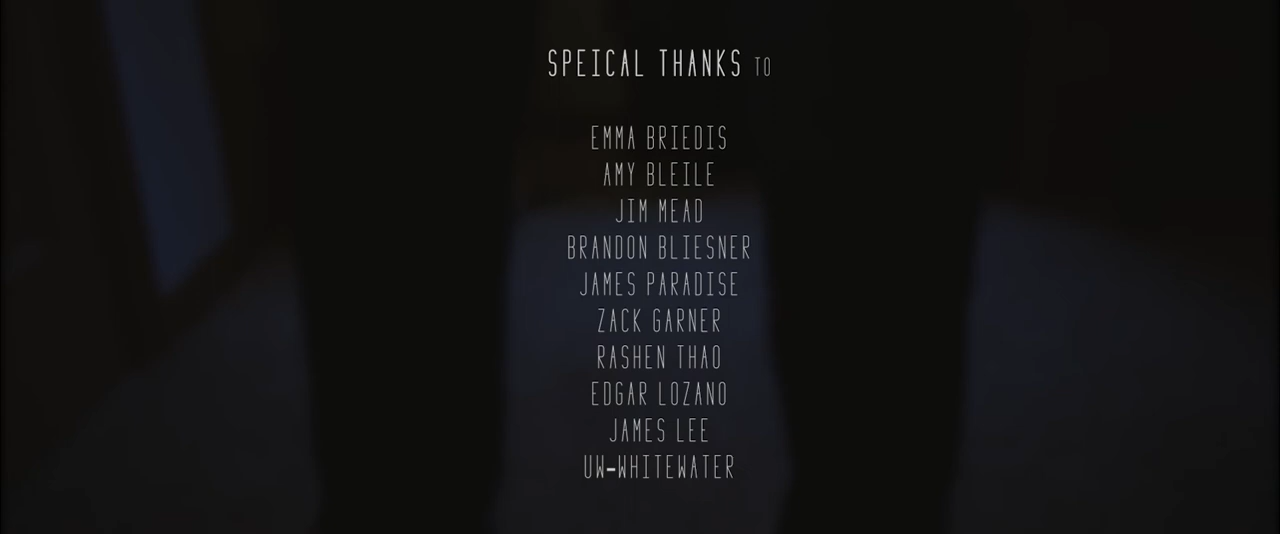 SPEICAL THANKS TO
EMMA BRIEDIS
AMY BLEILE
JIM MEAD
BRANDON BLIESNER
JAMES PARADISE
ZACK GARNER
RASHEN THAO
EDGAR LOZANO
JAMES LEE
UW-WHITEWATER